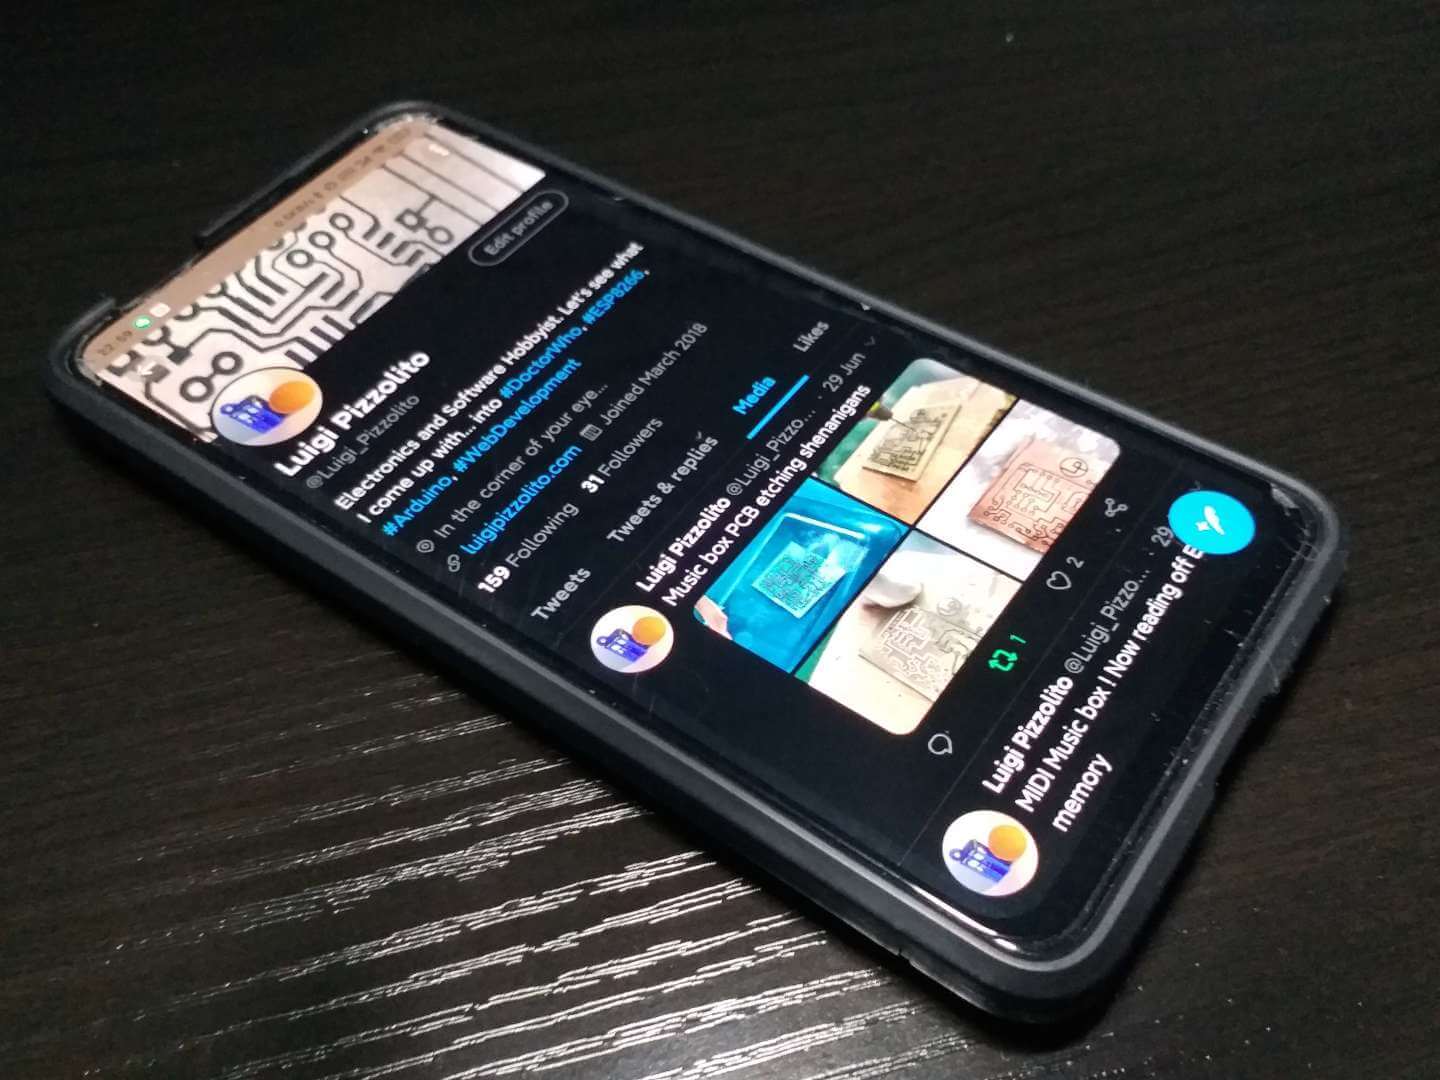 22:59
Edit profile
Luigi Pizzolito
@Luigi_Pizzolito
Electronics and Software Hobbyist. Let's see what
I come up with... into #DoctorWho, #ESP8266,
#Arduino, #WebDevelopment
In the corner of your eye...
luigipizzolito.com Joined March 2018
159 Following 31 Followers
Tweets Tweets & replies Media Likes
Luigi Pizzolito @Luigi_Pizzo... · 29 Jun
Music box PCB etching shenanigans
1 2
Luigi Pizzolito @Luigi_Pizzo... · 29
MIDI Music box ! Now reading off E
memory